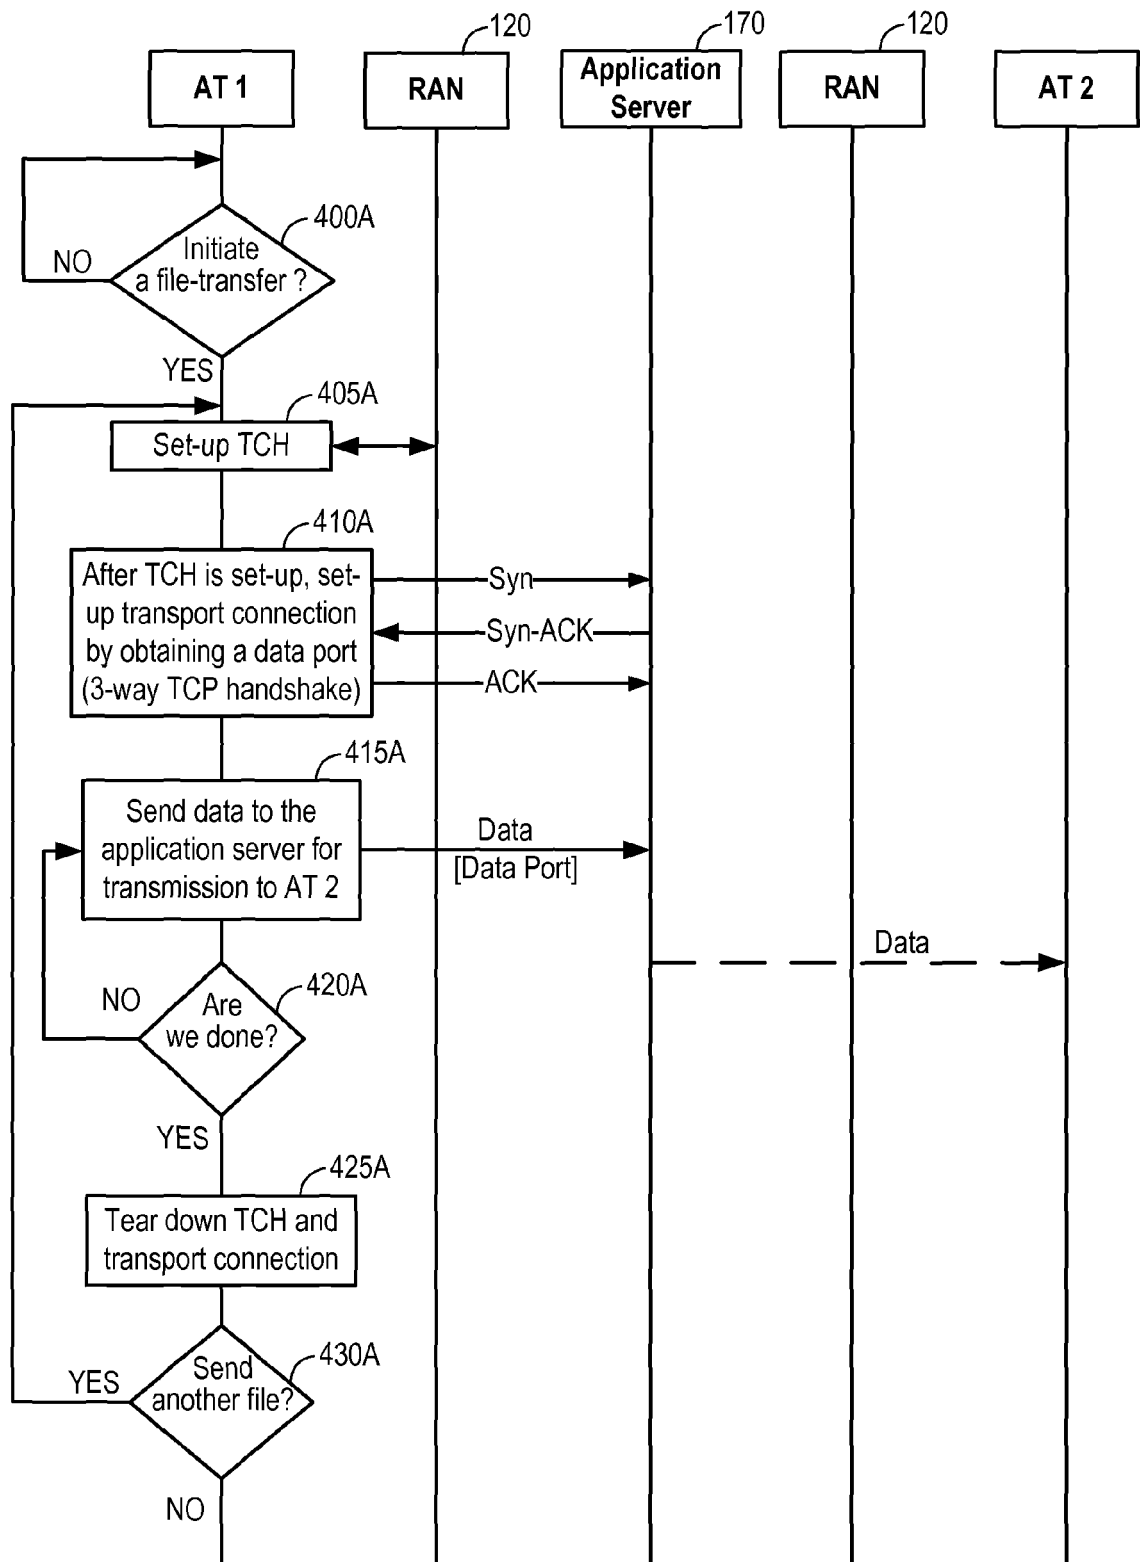 120
170
120
AT 1
RAN
Application
Server
RAN
AT 2
400A
Initiate
a file-transfer ?
NO
YES
405A
Set-up TCH
410A
After TCH is set-up, set-
up transport connection
by obtaining a data port
(3-way TCP handshake)
Syn
Syn-ACK
ACK
415A
Send data to the
application server for
transmission to AT 2
Data
[Data Port]
Data
420A
Are
we done?
NO
YES
425A
Tear down TCH and
transport connection
430A
Send
another file?
YES
NO